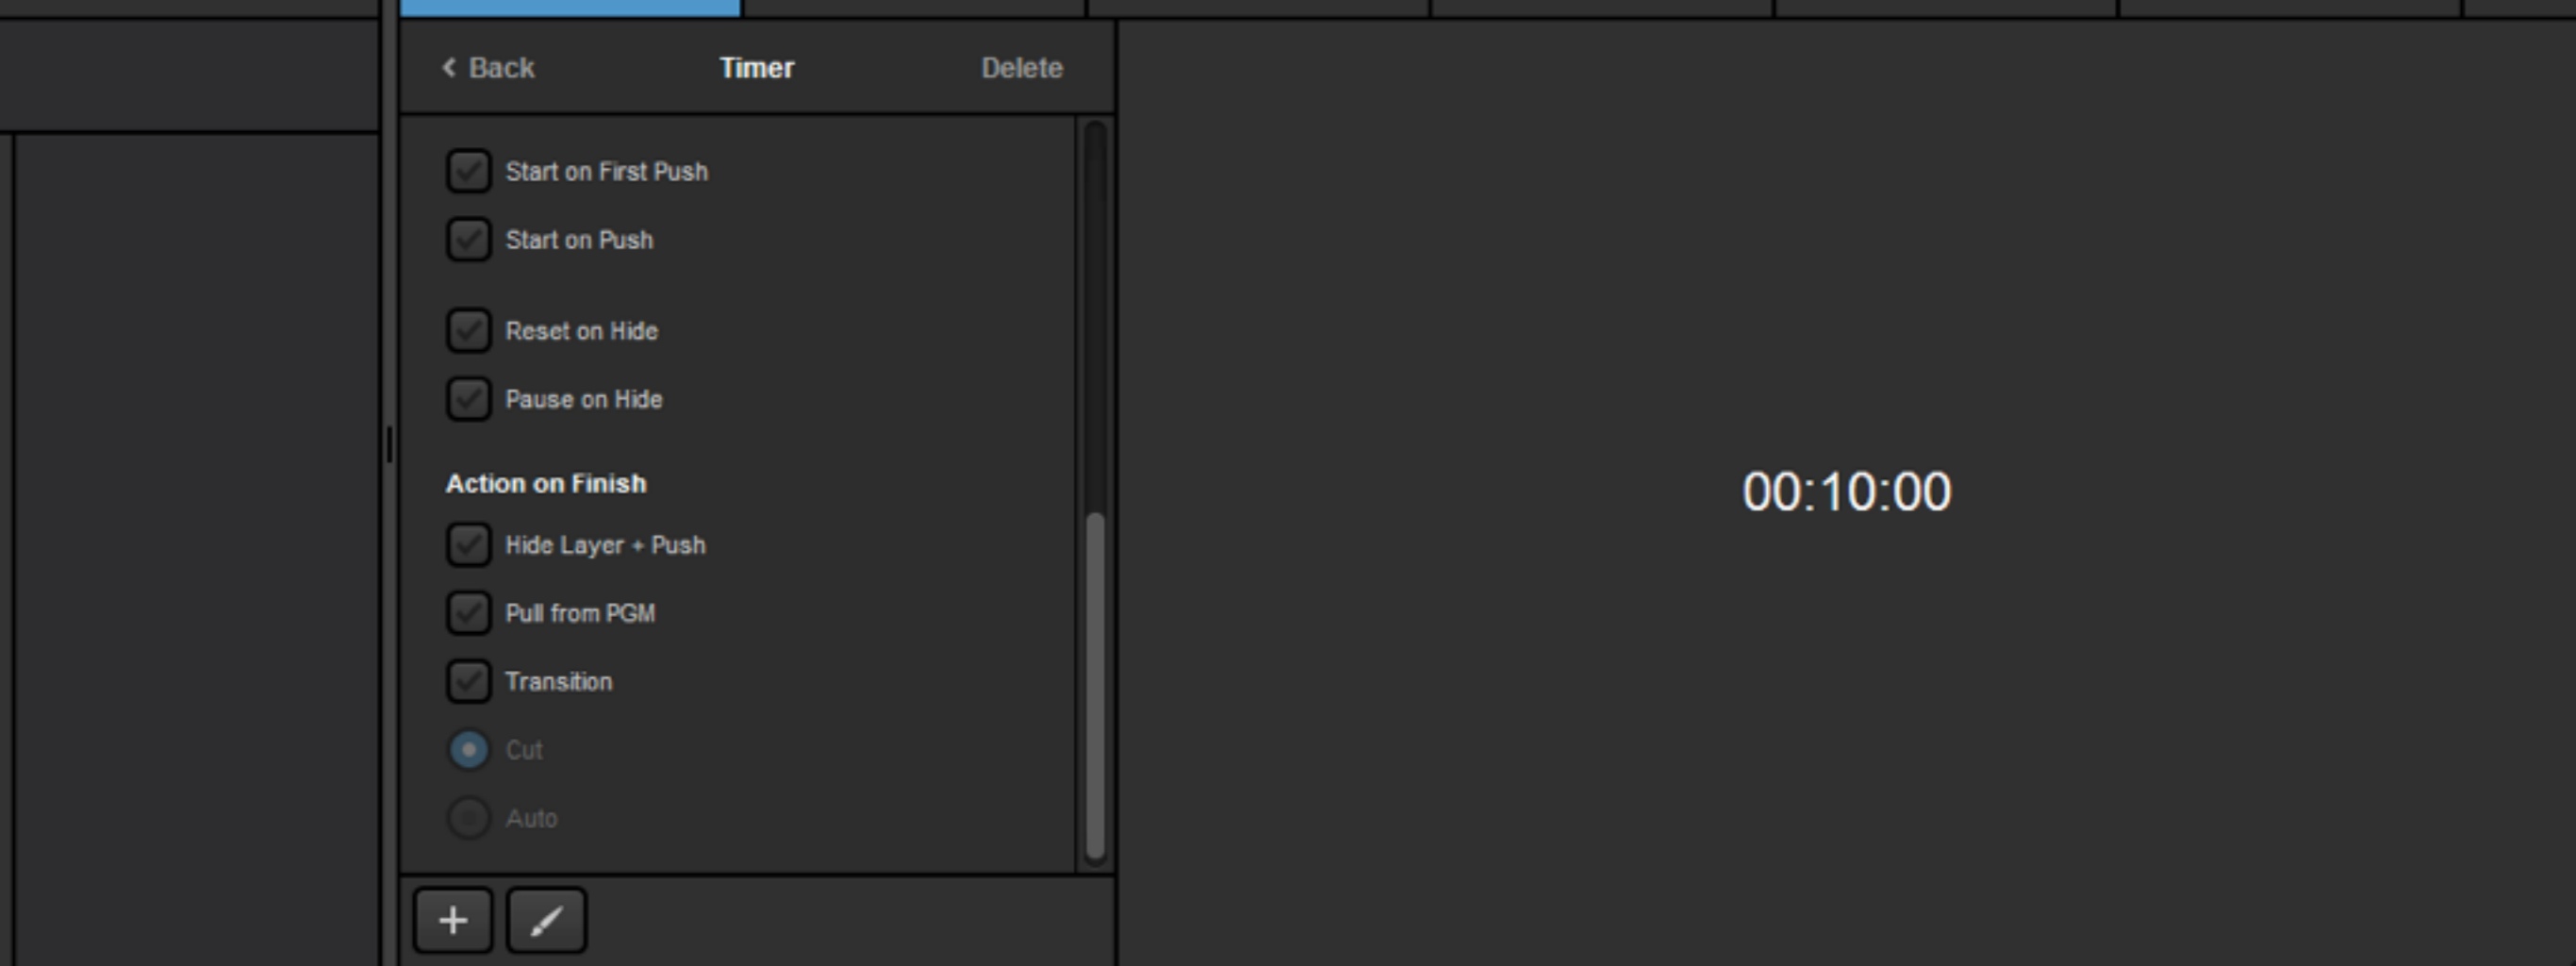 Back
Timer
Delete
Start on First Push
Start on Push
Reset on Hide
Pause on Hide
Action on Finish
Hide Layer + Push
Pull from PGM
Transition
Cut
Auto
00:10:00